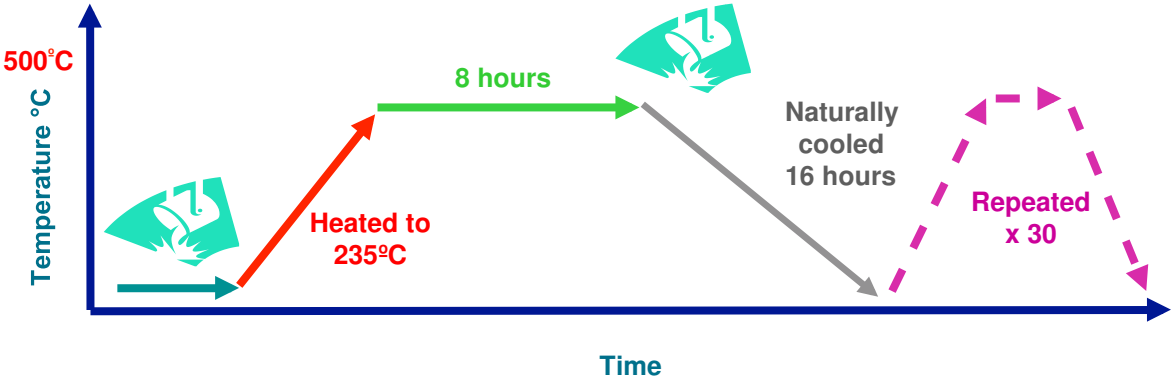 500°C
Temperature °C
8 hours
Heated to
235ºC
Naturally
cooled
16 hours
Repeated
x 30
Time